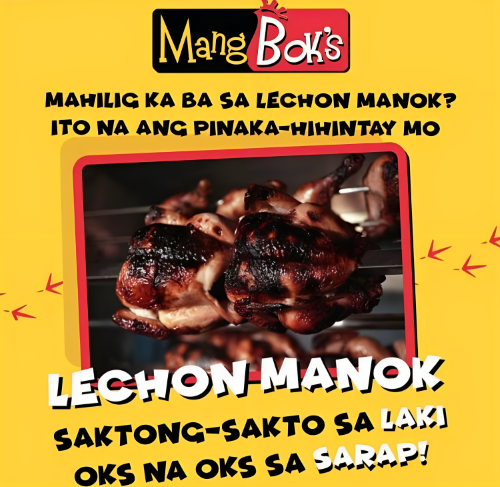 Mang Bok's
MAHILIG KA BA SA LECHON MANOK?
ITO NA ANG PINAKA-HIHINTAY MO
LECHON MANOK
SAKTONG-SAKTO SA LAKI
OKS NA OKS SA SARAP!